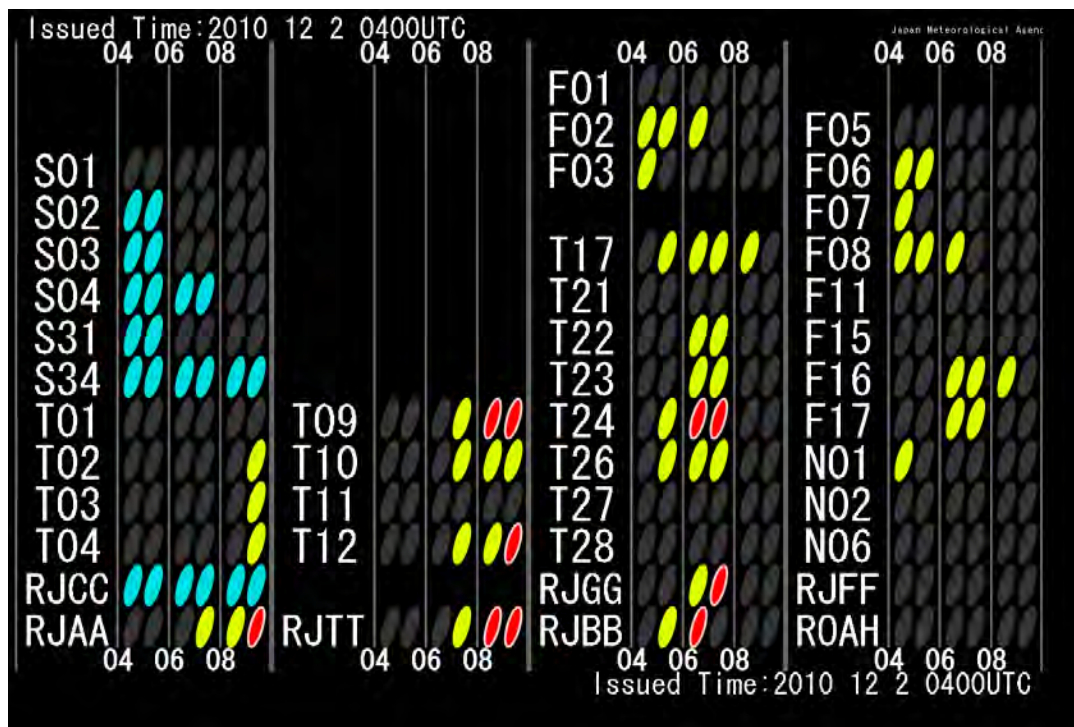 Issued Time:2010 12 2 0400UTC
Japan Meteorological Agenc
04 06 08
04 06 08
04 06 08
04 06 08
S01
S02
S03
S04
S31
S34
T01
T02
T03
T04
RJCC
RJAA
04 06 08
T09
T10
T11
T12
RJTT
04 06 08
F01
F02
F03
T17
T21
T22
T23
T24
T26
T27
T28
RJGG
RJBB
04 06 08
F05
F06
F07
F08
F11
F15
F16
F17
N01
N02
N06
RJFF
ROAH
04 06 08
Issued Time:2010 12 2 0400UTC